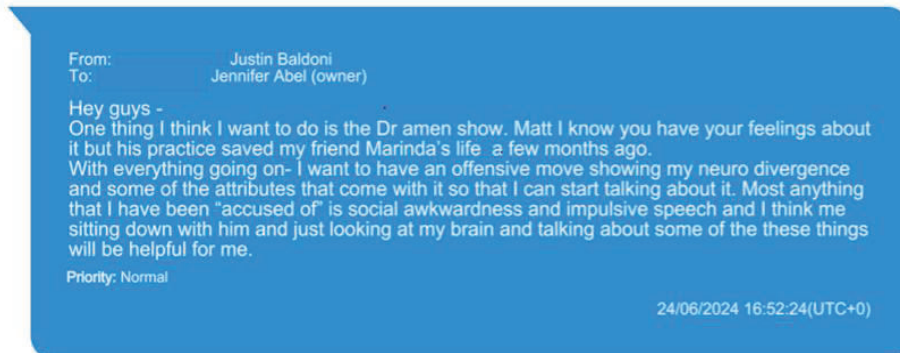 From: Justin Baldoni
To: Jennifer Abel (owner)
Hey guys -
One thing I think I want to do is the Dr amen show. Matt I know you have your feelings about
it but his practice saved my friend Marinda's life a few months ago.
With everything going on- I want to have an offensive move showing my neuro divergence
and some of the attributes that come with it so that I can start talking about it. Most anything
that I have been “accused of” is social awkwardness and impulsive speech and I think me
sitting down with him and just looking at my brain and talking about some of the these things
will be helpful for me.
Priority: Normal
24/06/2024 16:52:24(UTC+0)